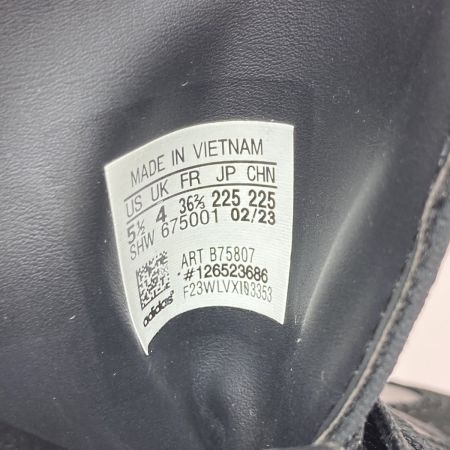 MADE IN VIETNAM
US UK FR JP CHN
5½ 4 36⅔ 225 225
SHW 675001 02/23
ART B75807
#126523686
adidas